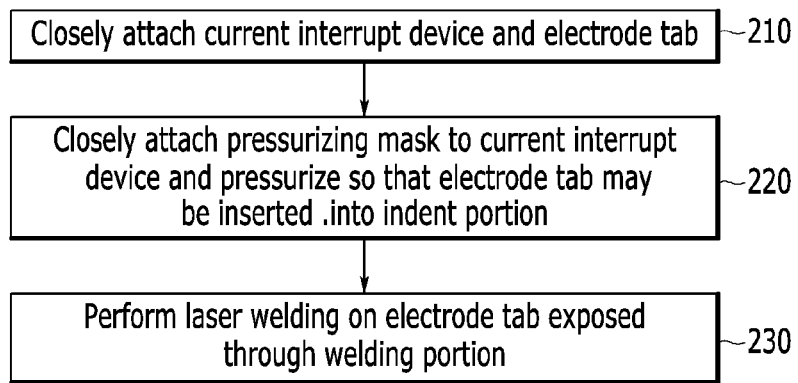 Closely attach current interrupt device and electrode tab
210
Closely attach pressurizing mask to current interrupt
device and pressurize so that electrode tab may
be inserted .into indent portion
220
Perform laser welding on electrode tab exposed
through welding portion
230